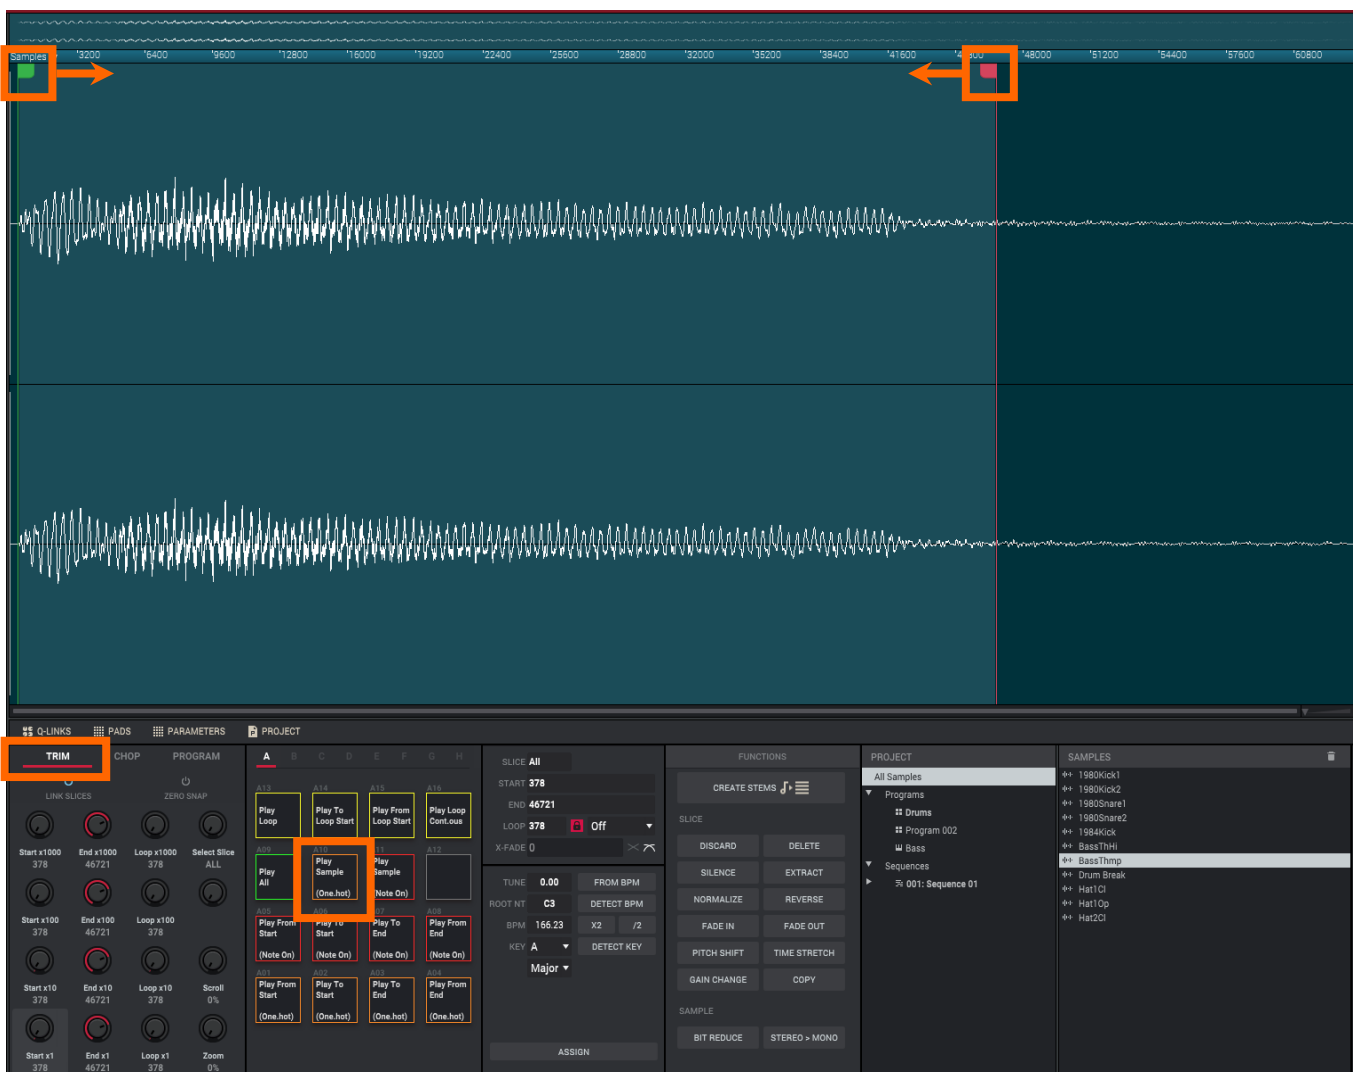 Samples '3200 '6400 '9600 '12800 '16000 '19200 '22400 '25600 '28800 '32000 '35200 '38400 '41600 '48000 '51200 '54400 '57600 '60800
Q-LINKS PADS PARAMETERS PROJECT
TRIM CHOP PROGRAM
LINK SLICES ZERO SNAP
Start x1000 End x1000 Loop x1000 Select Slice
378 46721 378 ALL
Start x100 End x100 Loop x100
378 46721 378
Start x10 End x10 Loop x10 Scroll
378 46721 378 0%
Start x1 End x1 Loop x1 Zoom
378 46721 378 0%
A B C D E F G H
A13 A14 A15 A16
Play Play To Play From Play Loop
Loop Loop Start Loop Start Cont.ous
A09 A10 A11 A12
Play Play Play
All Sample Sample
(One.hot) (Note On)
A05 A06 A07 A08
Play From Play To Play To Play From
Start Start End End
(Note On) (Note On) (Note On) (Note On)
A01 A02 A03 A04
Play From Play To Play To Play From
Start Start End End
(One.hot) (One.hot) (One.hot) (One.hot)
SLICE All
START 378
END 46721
LOOP 378 Off
X-FADE 0
TUNE 0.00 FROM BPM
ROOT NT C3 DETECT BPM
BPM 166.23 X2 /2
KEY A DETECT KEY
Major
ASSIGN
FUNCTIONS
CREATE STEMS
SLICE
DISCARD DELETE
SILENCE EXTRACT
NORMALIZE REVERSE
FADE IN FADE OUT
PITCH SHIFT TIME STRETCH
GAIN CHANGE COPY
SAMPLE
BIT REDUCE STEREO > MONO
PROJECT
All Samples
Programs
Drums
Program 002
Bass
Sequences
001: Sequence 01
SAMPLES
1980Kick1
1980Kick2
1980Snare1
1980Snare2
1984Kick
BassThHi
BassThmp
Drum Break
Hat1Cl
Hat1Op
Hat2Cl